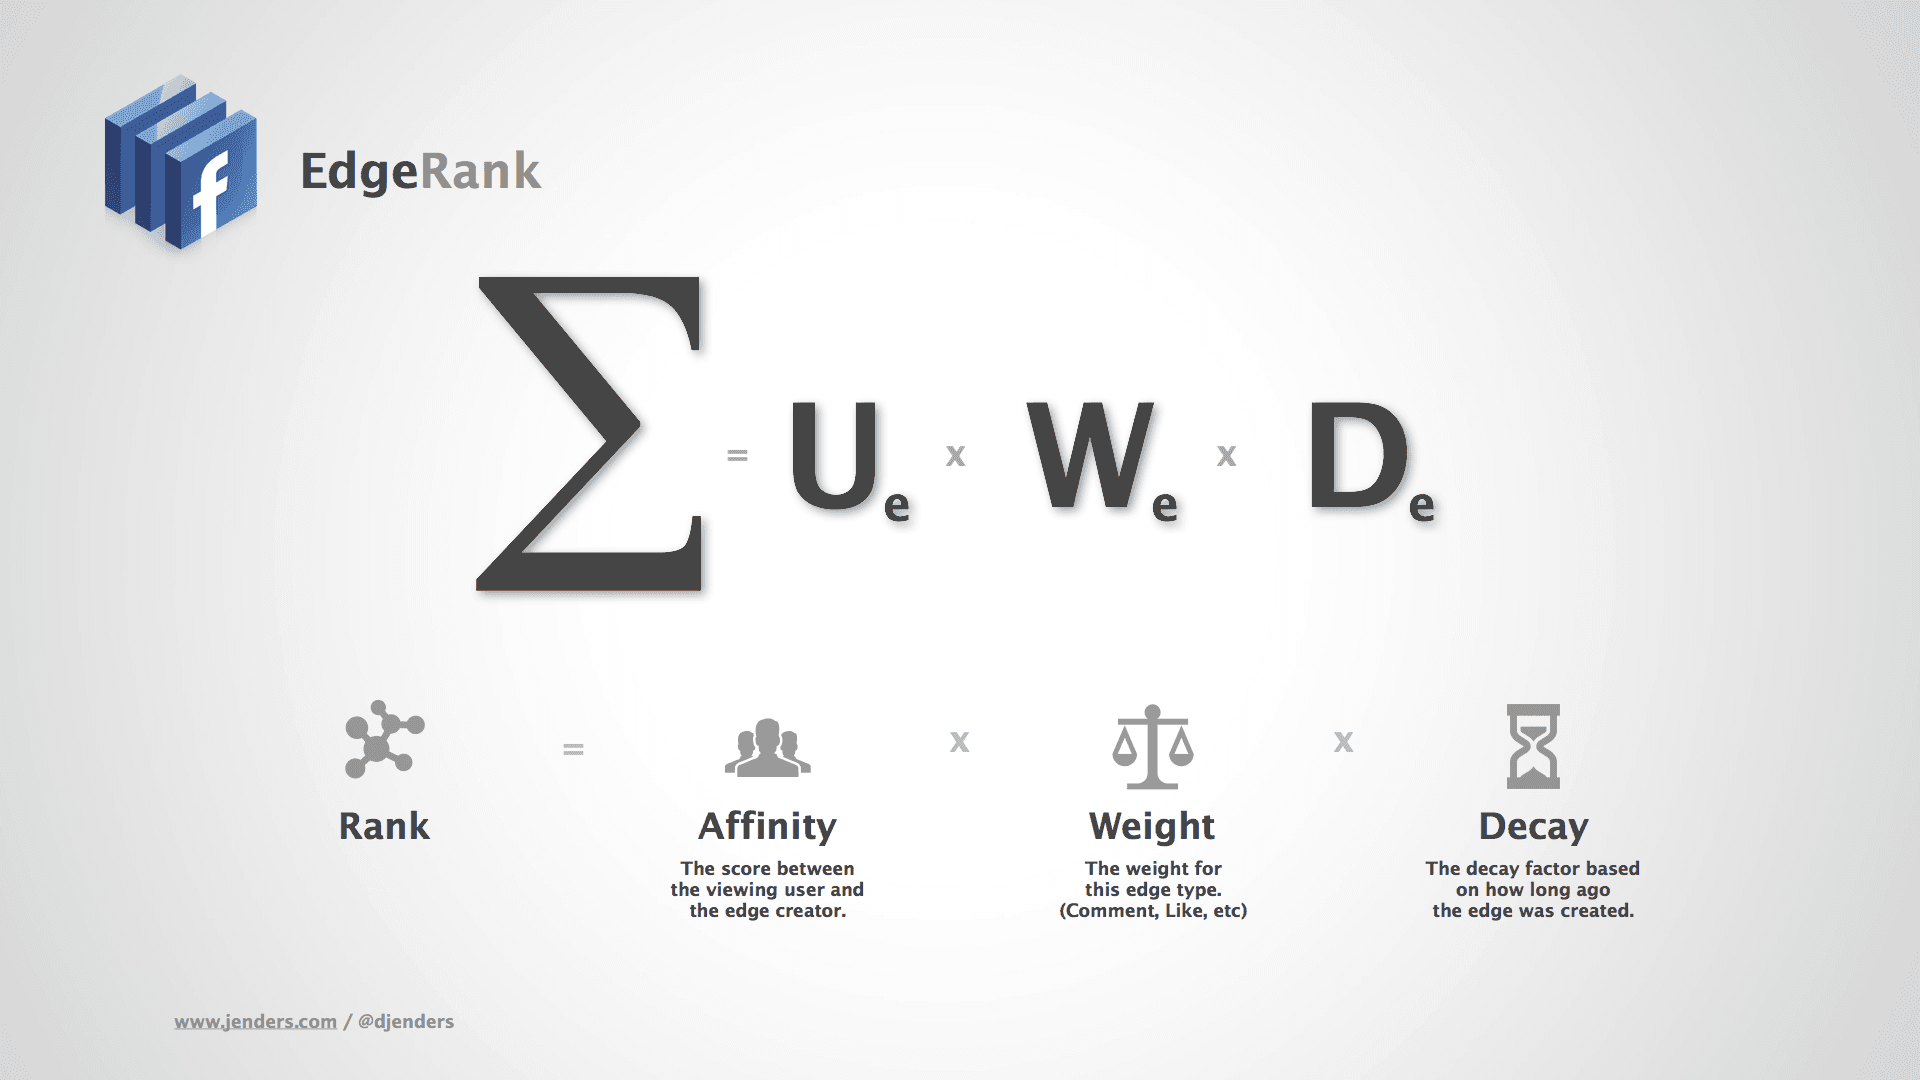 f
EdgeRank
∑ = Ue x We x De
= x x
Rank Affinity Weight Decay
The score between
the viewing user and
the edge creator.
The weight for
this edge type.
(Comment, Like, etc)
The decay factor based
on how long ago
the edge was created.
www.jenders.com / @djenders